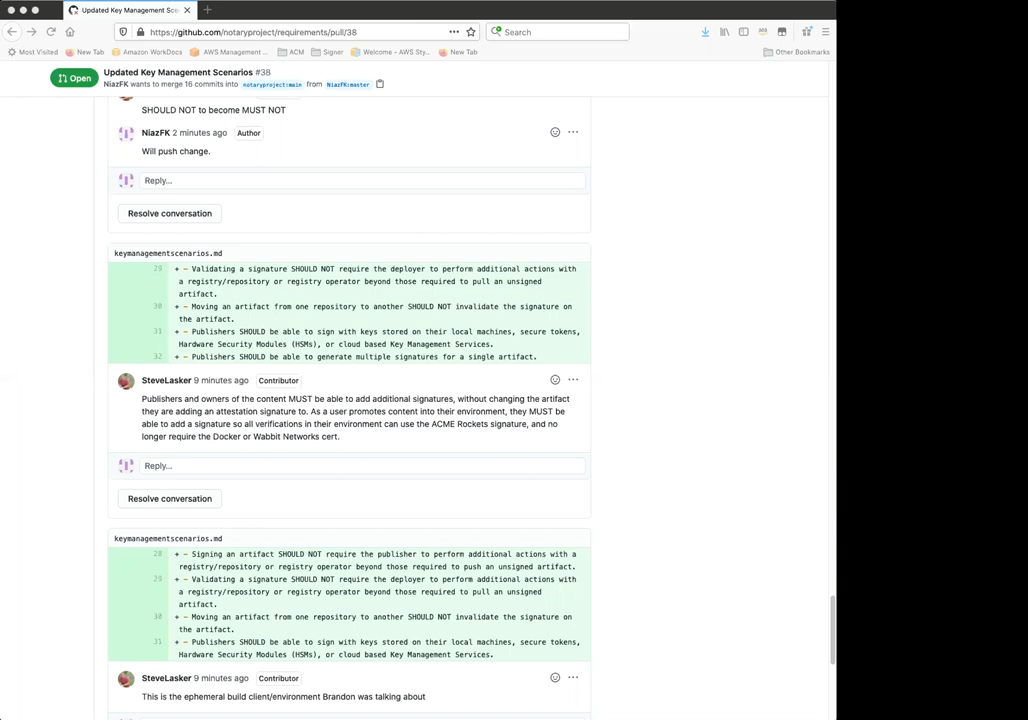 Updated Key Management Sce
https://github.com/notaryproject/requirements/pull/38
Search
Most Visited
New Tab
Amazon WorkDocs
AWS Management ...
ACM
Signer
Welcome - AWS Sty...
New Tab
Other Bookmarks
Open
Updated Key Management Scenarios #38
NiazFK wants to merge 16 commits into notaryproject:main from NiazFK:master
SHOULD NOT to become MUST NOT
NiazFK 2 minutes ago Author
Will push change.
Reply...
Resolve conversation
keymanagementscenarios.md
29 + - Validating a signature SHOULD NOT require the deployer to perform additional actions with
a registry/repository or registry operator beyond those required to pull an unsigned
artifact.
30 + - Moving an artifact from one repository to another SHOULD NOT invalidate the signature on
the artifact.
31 + - Publishers SHOULD be able to sign with keys stored on their local machines, secure tokens,
Hardware Security Modules (HSMs), or cloud based Key Management Services.
32 + - Publishers SHOULD be able to generate multiple signatures for a single artifact.
SteveLasker 9 minutes ago Contributor
Publishers and owners of the content MUST be able to add additional signatures, without changing the artifact
they are adding an attestation signature to. As a user promotes content into their environment, they MUST be
able to add a signature so all verifications in their environment can use the ACME Rockets signature, and no
longer require the Docker or Wabbit Networks cert.
Reply...
Resolve conversation
keymanagementscenarios.md
28 + - Signing an artifact SHOULD NOT require the publisher to perform additional actions with a
registry/repository or registry operator beyond those required to push an unsigned artifact.
29 + - Validating a signature SHOULD NOT require the deployer to perform additional actions with
a registry/repository or registry operator beyond those required to pull an unsigned
artifact.
30 + - Moving an artifact from one repository to another SHOULD NOT invalidate the signature on
the artifact.
31 + - Publishers SHOULD be able to sign with keys stored on their local machines, secure tokens,
Hardware Security Modules (HSMs), or cloud based Key Management Services.
SteveLasker 9 minutes ago Contributor
This is the ephemeral build client/environment Brandon was talking about